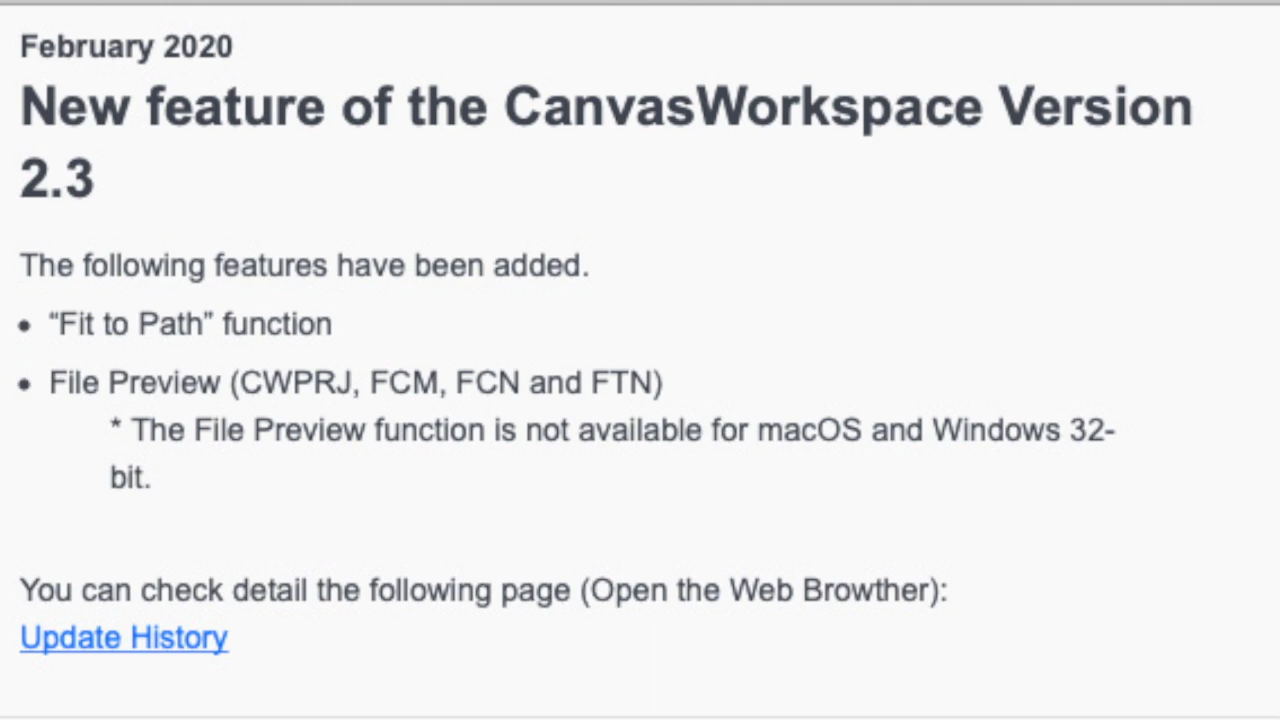 February 2020
New feature of the CanvasWorkspace Version
2.3
The following features have been added.
• “Fit to Path” function
• File Preview (CWPRJ, FCM, FCN and FTN)
* The File Preview function is not available for macOS and Windows 32-
bit.
You can check detail the following page (Open the Web Browther):
Update History